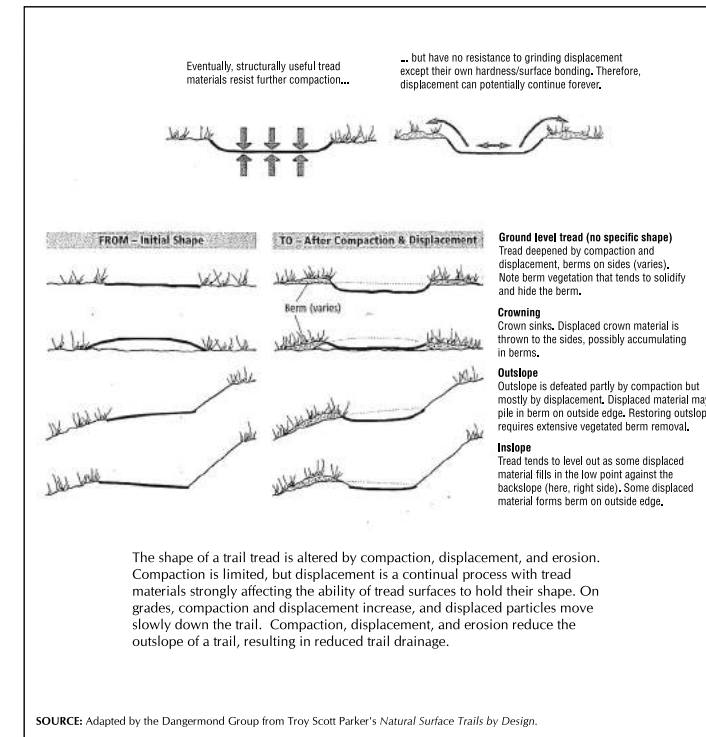 Eventually, structurally useful tread
materials resist further compaction...
... but have no resistance to grinding displacement
except their own hardness/surface bonding. Therefore,
displacement can potentially continue forever.
FROM – Initial Shape
TO – After Compaction & Displacement
Berm (varies)
Ground level tread (no specific shape)
Tread deepened by compaction and
displacement, berms on sides (varies).
Note berm vegetation that tends to solidify
and hide the berm.
Crowning
Crown sinks. Displaced crown material is
thrown to the sides, possibly accumulating
in berms.
Outslope
Outslope is defeated partly by compaction but
mostly by displacement. Displaced material may
pile in berm on outside edge. Restoring outslop
requires extensive vegetated berm removal.
Inslope
Tread tends to level out as some displaced
material fills in the low point against the
backslope (here, right side). Some displaced
material forms berm on outside edge.
The shape of a trail tread is altered by compaction, displacement, and erosion.
Compaction is limited, but displacement is a continual process with tread
materials strongly affecting the ability of tread surfaces to hold their shape. On
grades, compaction and displacement increase, and displaced particles move
slowly down the trail. Compaction, displacement, and erosion reduce the
outslope of a trail, resulting in reduced trail drainage.
SOURCE: Adapted by the Dangermond Group from Troy Scott Parker's Natural Surface Trails by Design.